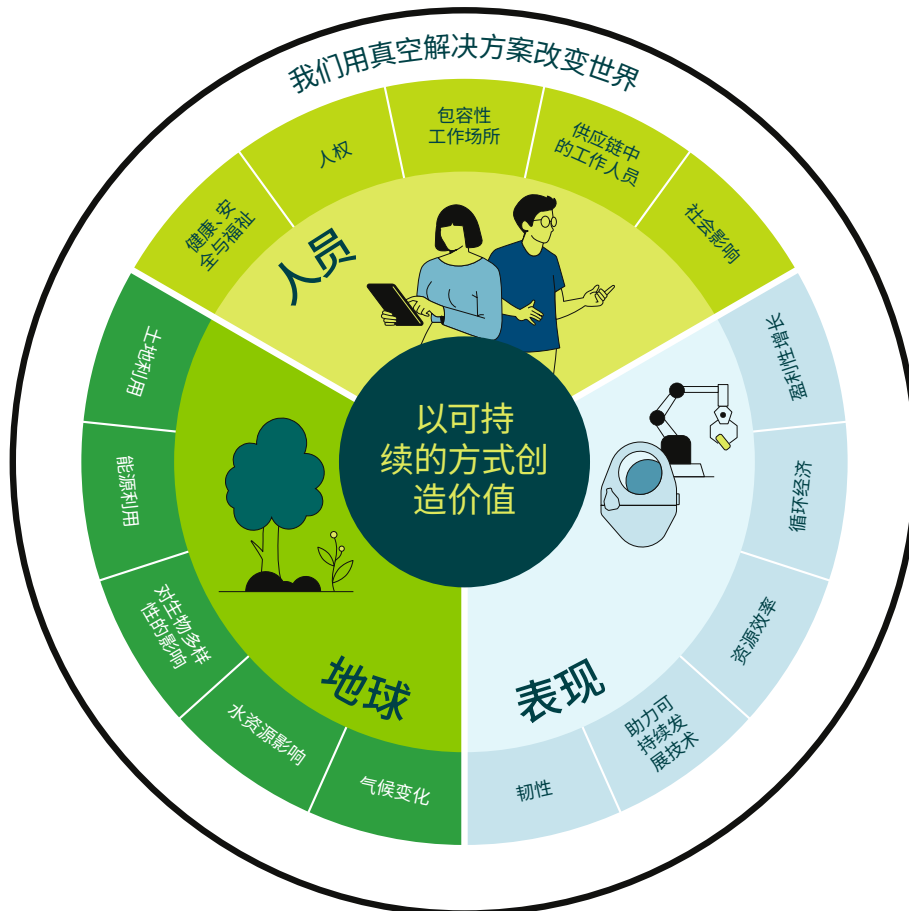 我们用真空解决方案改变世界
健康、安
全与福祉
人权
包容性
工作场所
供应链中
的工作人员
社会影响
人员
以可持
续的方式创
造价值
盈利性增长
循环经济
资源效率
助力可
持续发
展技术
韧性
表现
土地利用
能源利用
对生物多样
性的影响
水资源影响
气候变化
地球